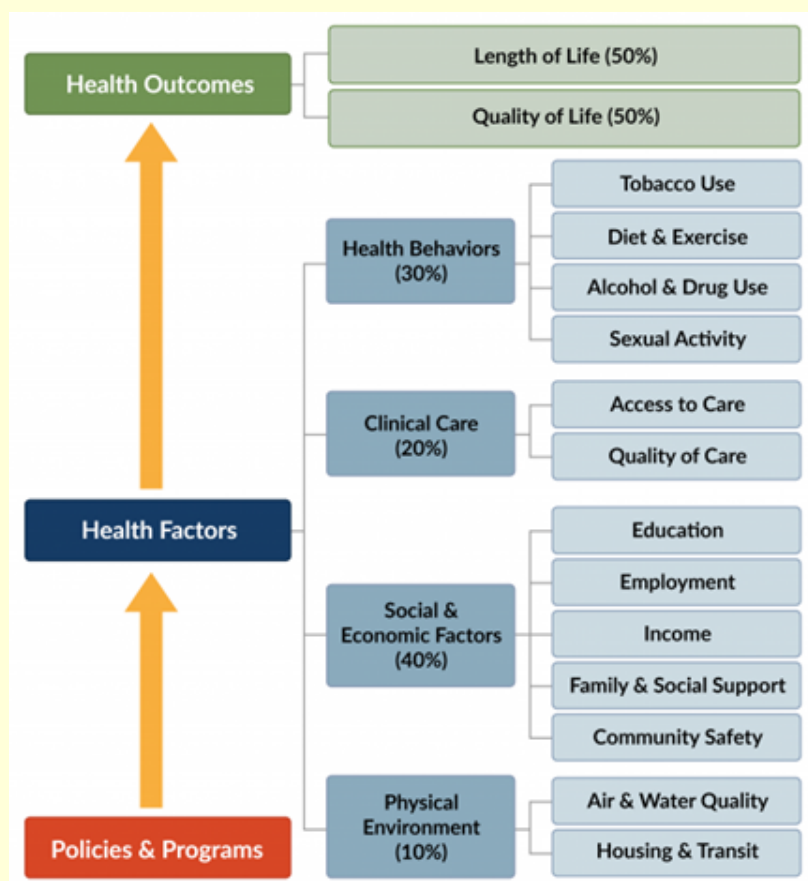 Health Outcomes
Length of Life (50%)
Quality of Life (50%)
Health Factors
Health Behaviors
(30%)
Tobacco Use
Diet & Exercise
Alcohol & Drug Use
Sexual Activity
Clinical Care
(20%)
Access to Care
Quality of Care
Social &
Economic Factors
(40%)
Education
Employment
Income
Family & Social Support
Community Safety
Physical
Environment
(10%)
Air & Water Quality
Housing & Transit
Policies & Programs